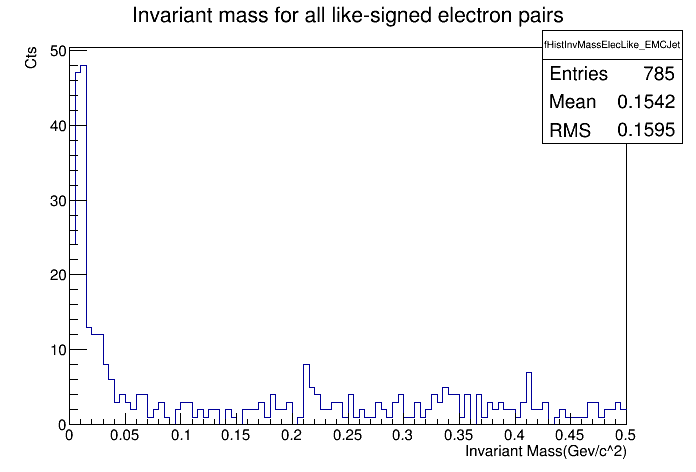 Invariant mass for all like-signed electron pairs
fHistInvMassElecLike_EMCJet
Entries 785
Mean 0.1542
RMS 0.1595
Cts
50
40
30
20
10
0
0 0.05 0.1 0.15 0.2 0.25 0.3 0.35 0.4 0.45 0.5
Invariant Mass(Gev/c^2)